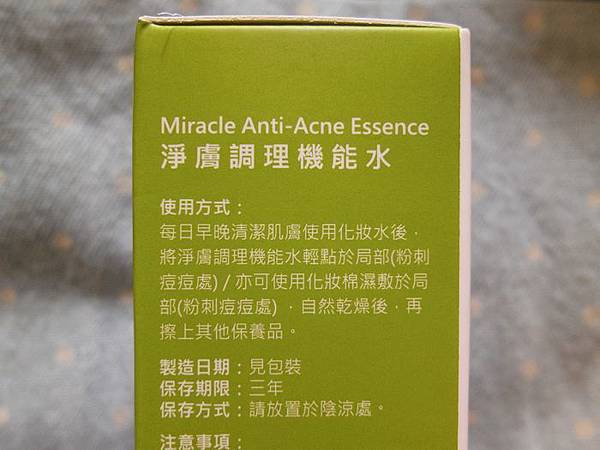 Miracle Anti-Acne Essence
淨膚調理機能水
使用方式：
每日早晚清潔肌膚使用化妝水後，
將淨膚調理機能水輕點於局部(粉刺
痘痘處) / 亦可使用化妝棉濕敷於局
部(粉刺痘痘處) ，自然乾燥後，再
擦上其他保養品。
製造日期：見包裝
保存期限：三年
保存方式：請放置於陰涼處。
注意事項：